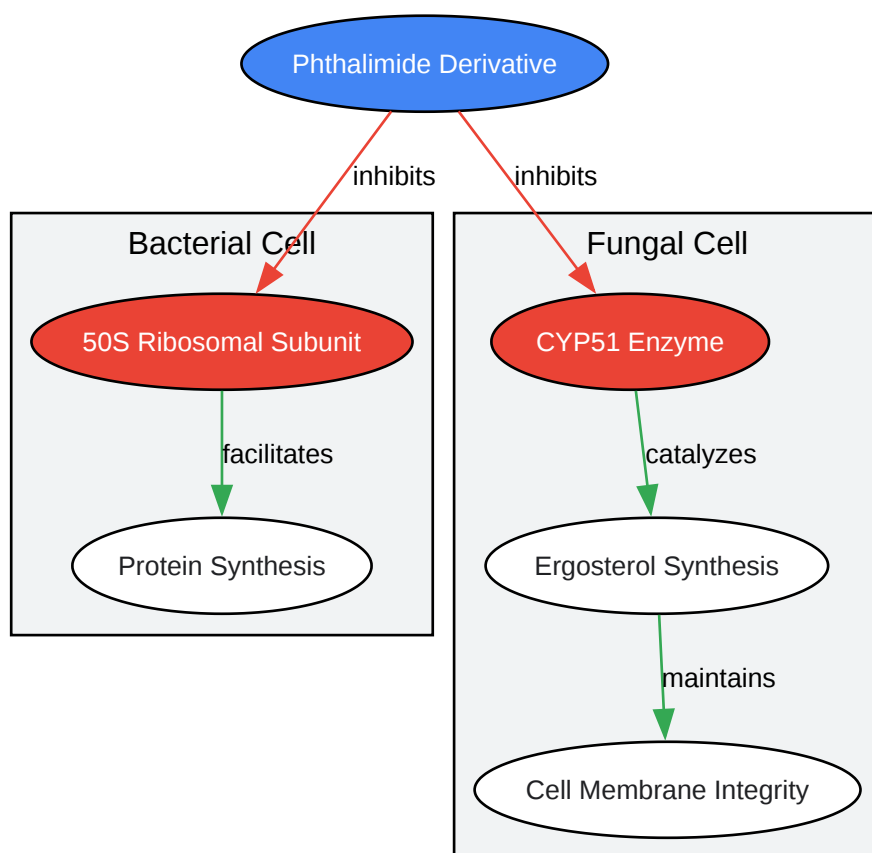 Phthalimide Derivative
inhibits
inhibits
Bacterial Cell
Fungal Cell
50S Ribosomal Subunit
CYP51 Enzyme
facilitates
catalyzes
Protein Synthesis
Ergosterol Synthesis
maintains
Cell Membrane Integrity